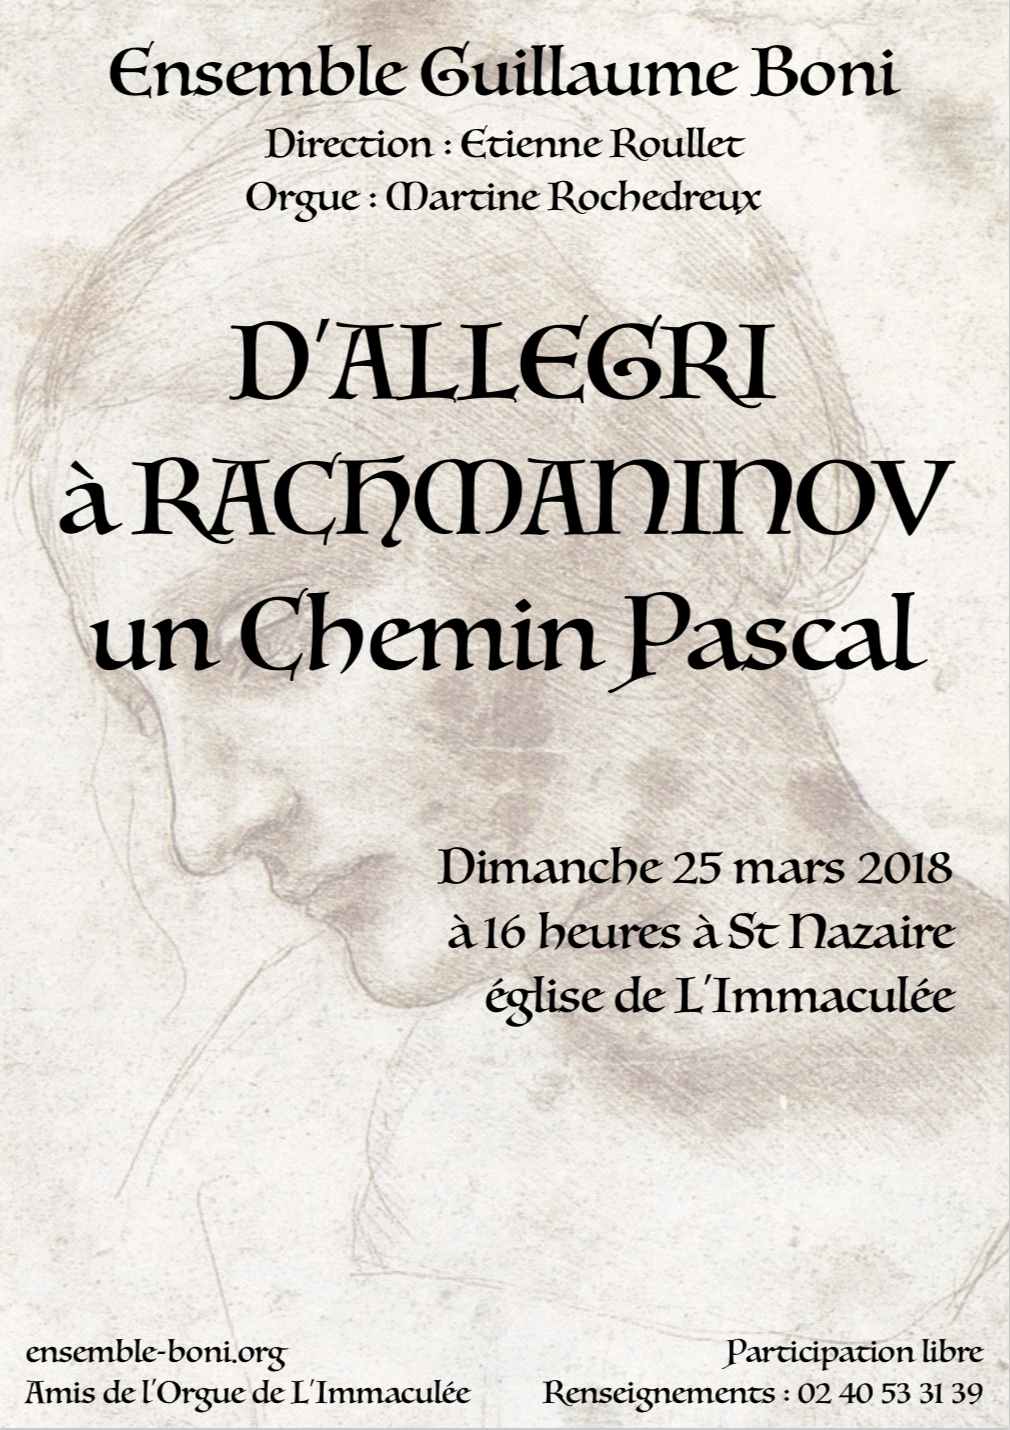 Ensemble Guillaume Boni
Direction : Etienne Roullet
Orgue : Martine Rochedreux
D'ALLEGRI
à RACHMANINOV
un Chemin Pascal
Dimanche 25 mars 2018
à 16 heures à St Nazaire
église de L'Immaculée
ensemble-boni.org
Amis de l'Orgue de L'Immaculée
Participation libre
Renseignements : 02 40 53 31 39